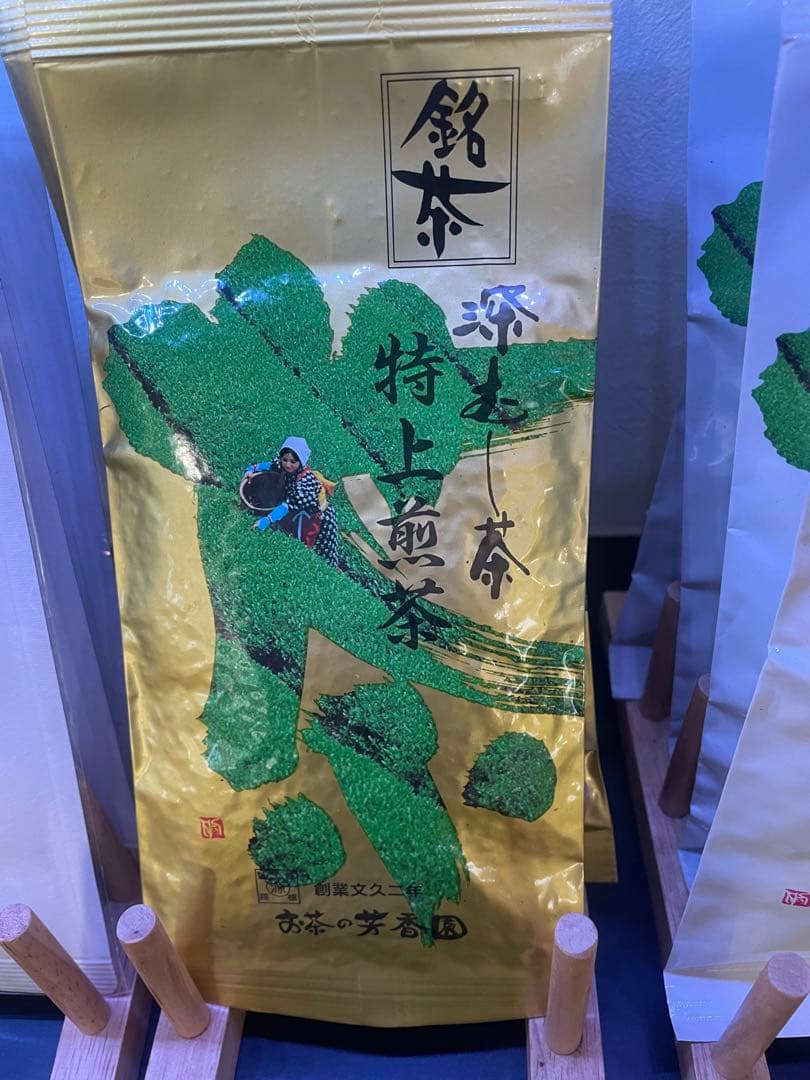 銘茶
深むし茶
特上煎茶
創業文久二年
お茶の芳香園